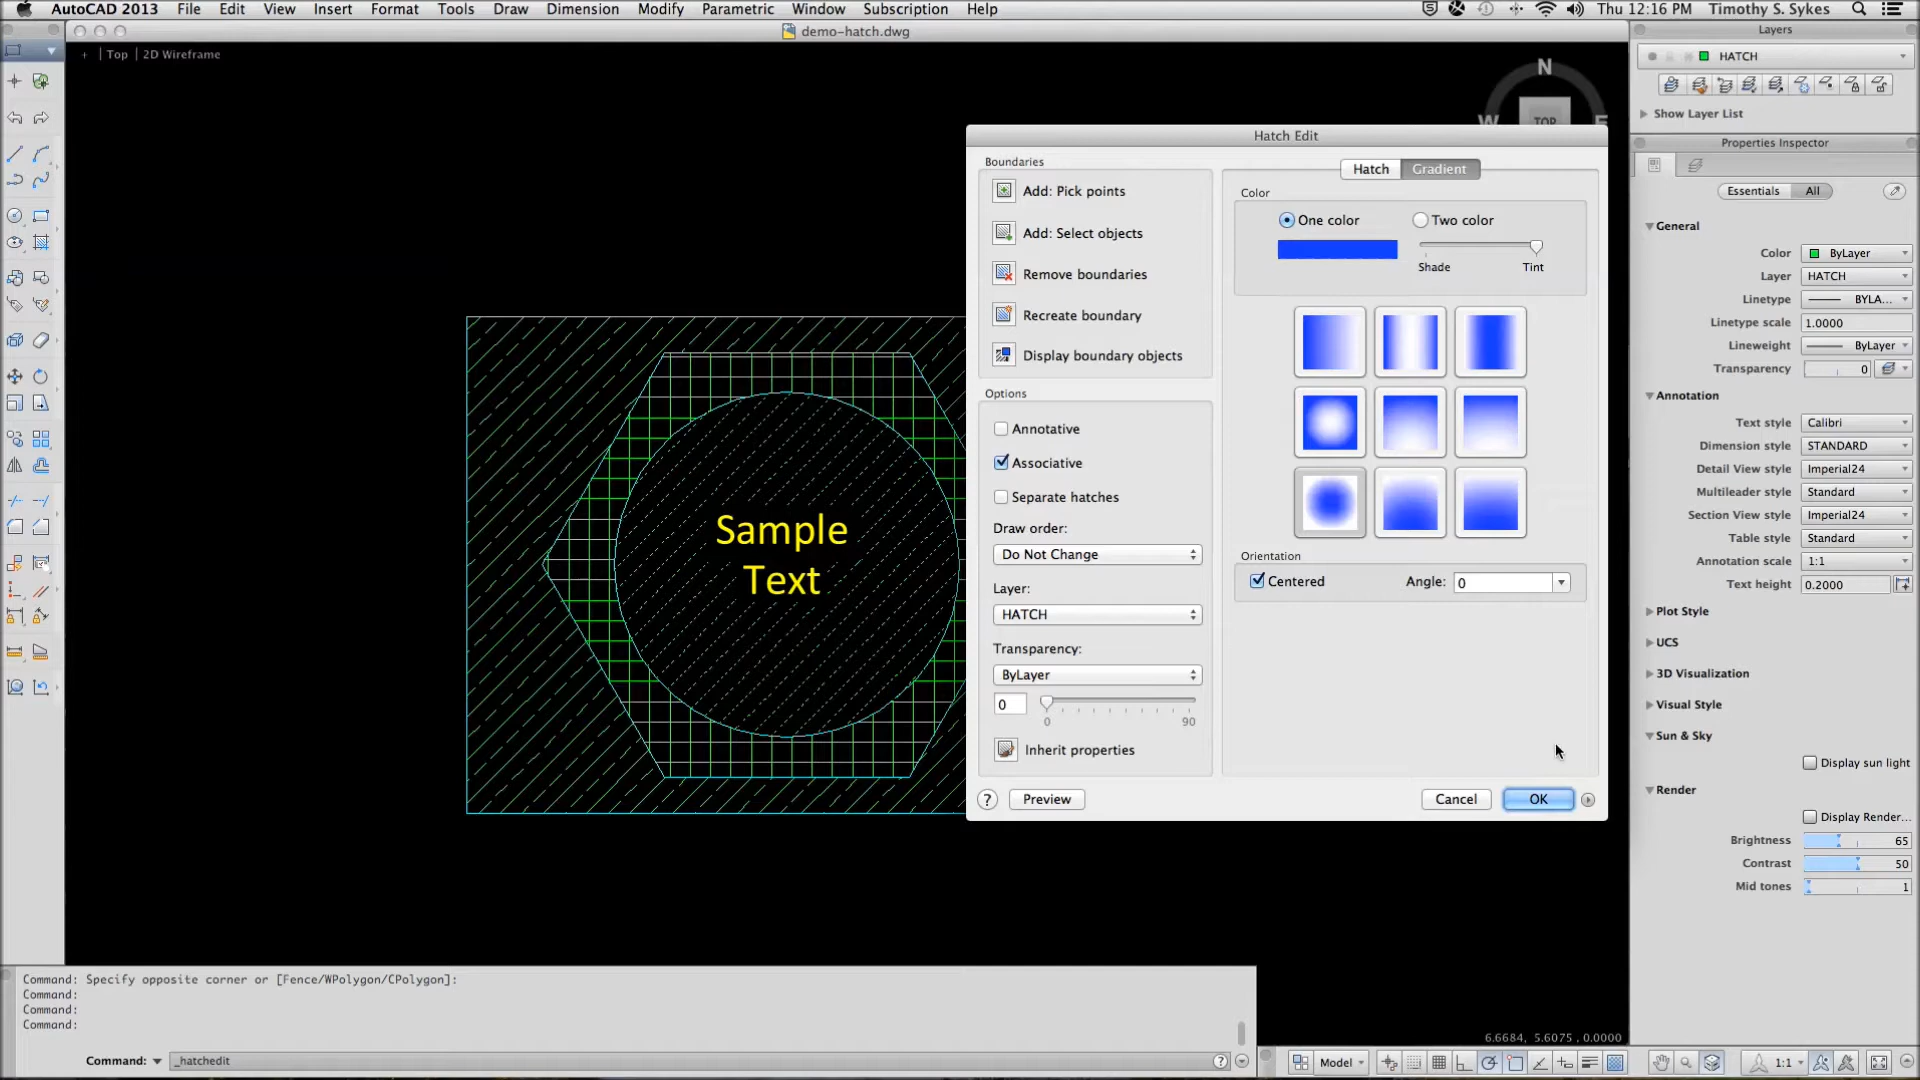 AutoCAD 2013 File Edit View Insert Format Tools Draw Dimension Modify Parametric Window Subscription Help Thu 12:16 PM Timothy S. Sykes
demo-hatch.dwg
+ | Top | 2D Wireframe
N
W TOP E
Sample
Text
Hatch Edit
Boundaries
Add: Pick points
Add: Select objects
Remove boundaries
Recreate boundary
Display boundary objects
Options
Annotative
Associative
Separate hatches
Draw order:
Do Not Change
Layer:
HATCH
Transparency:
ByLayer
0
0 90
Inherit properties
? Preview
Hatch Gradient
Color
One color Two color
Shade Tint
Orientation
Centered Angle: 0
Cancel OK
Layers
HATCH
Show Layer List
Properties Inspector
Essentials All
General
Color ByLayer
Layer HATCH
Linetype BYLA...
Linetype scale 1.0000
Lineweight ByLayer
Transparency 0
Annotation
Text style Calibri
Dimension style STANDARD
Detail View style Imperial24
Multileader style Standard
Section View style Imperial24
Table style Standard
Annotation scale 1:1
Text height 0.2000
Plot Style
UCS
3D Visualization
Visual Style
Sun & Sky
Display sun light
Render
Display Render...
Brightness 65
Contrast 50
Mid tones 1
Command: Specify opposite corner or [Fence/WPolygon/CPolygon]:
Command:
Command:
Command:
Command: _hatchedit ?
6.6684, 5.6075 , 0.0000
Model 1:1